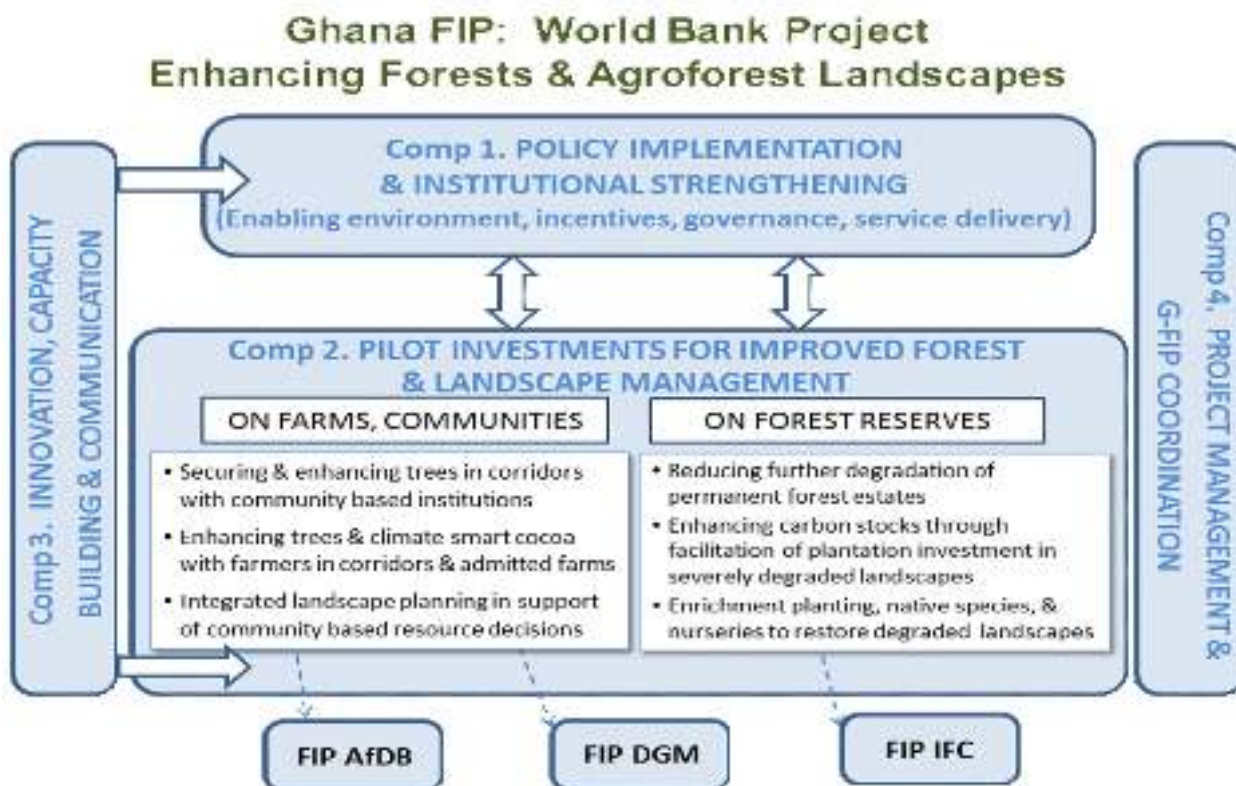 Ghana FIP: World Bank Project
Enhancing Forests & Agroforest Landscapes
Comp 1. POLICY IMPLEMENTATION
& INSTITUTIONAL STRENGTHENING
(Enabling environment, incentives, governance, service delivery)
Comp 3. INNOVATION, CAPACITY
BUILDING & COMMUNICATION
Comp 2. PILOT INVESTMENTS FOR IMPROVED FOREST
& LANDSCAPE MANAGEMENT
ON FARMS, COMMUNITIES
• Securing & enhancing trees in corridors
with community based institutions
• Enhancing trees & climate smart cocoa
with farmers in corridors & admitted farms
• Integrated landscape planning in support
of community based resource decisions
ON FOREST RESERVES
• Reducing further degradation of
permanent forest estates
• Enhancing carbon stocks through
facilitation of plantation investment in
severely degraded landscapes
• Enrichment planting, native species, &
nurseries to restore degraded landscapes
Comp 4. PROJECT MANAGEMENT &
G-FIP COORDINATION
FIP AfDB
FIP DGM
FIP IFC